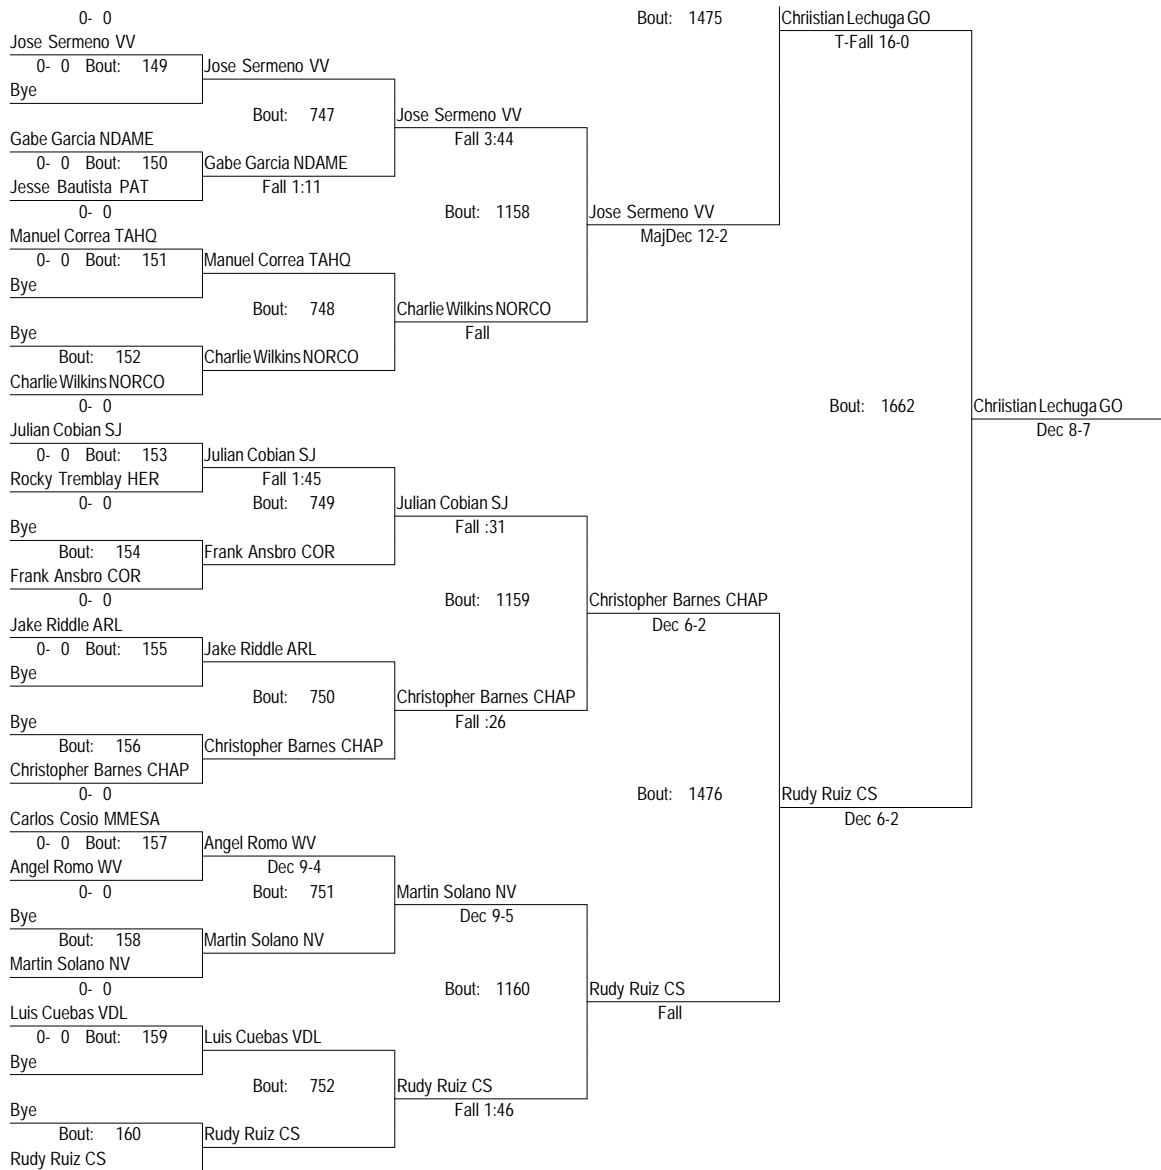 0- 0
Bout: 1475
Chriistian Lechuga GO
Jose Sermeno VV
T-Fall 16-0
0- 0 Bout: 149
Jose Sermeno VV
Bye
Bout: 747
Jose Sermeno VV
Gabe Garcia NDAME
Fall 3:44
0- 0 Bout: 150
Gabe Garcia NDAME
Jesse Bautista PAT
Fall 1:11
0- 0
Bout: 1158
Jose Sermeno VV
Manuel Correa TAHQ
MajDec 12-2
0- 0 Bout: 151
Manuel Correa TAHQ
Bye
Bout: 748
Charlie Wilkins NORCO
Bye
Fall
Bout: 152
Charlie Wilkins NORCO
Charlie Wilkins NORCO
0- 0
Bout: 1662
Chriistian Lechuga GO
Julian Cobian SJ
Dec 8-7
0- 0 Bout: 153
Julian Cobian SJ
Rocky Tremblay HER
Fall 1:45
0- 0
Bout: 749
Julian Cobian SJ
Bye
Fall :31
Bout: 154
Frank Ansbro COR
Frank Ansbro COR
0- 0
Bout: 1159
Christopher Barnes CHAP
Jake Riddle ARL
Dec 6-2
0- 0 Bout: 155
Jake Riddle ARL
Bye
Bout: 750
Christopher Barnes CHAP
Bye
Fall :26
Bout: 156
Christopher Barnes CHAP
Christopher Barnes CHAP
0- 0
Bout: 1476
Rudy Ruiz CS
Carlos Cosio MMESA
Dec 6-2
0- 0 Bout: 157
Angel Romo WV
Angel Romo WV
Dec 9-4
0- 0
Bout: 751
Martin Solano NV
Bye
Dec 9-5
Bout: 158
Martin Solano NV
Martin Solano NV
0- 0
Bout: 1160
Rudy Ruiz CS
Luis Cuebas VDL
Fall
0- 0 Bout: 159
Luis Cuebas VDL
Bye
Bout: 752
Rudy Ruiz CS
Bye
Fall 1:46
Bout: 160
Rudy Ruiz CS
Rudy Ruiz CS